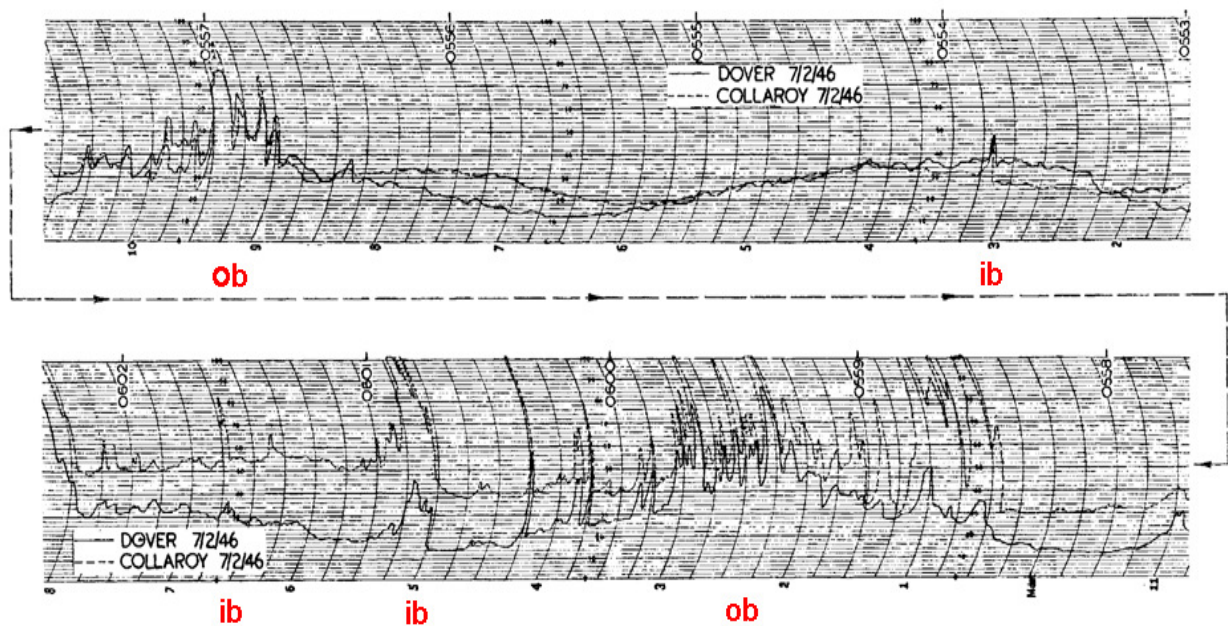 0557 0556 0555 0554 0553
DOVER 7/2/46
COLLAROY 7/2/46
10 9 8 7 6 5 4 3 2
ob ib
0602 0601 0600 0559 0558
DOVER 7/2/46
COLLAROY 7/2/46
8 7 6 5 4 3 2 1 11
ib ib ob